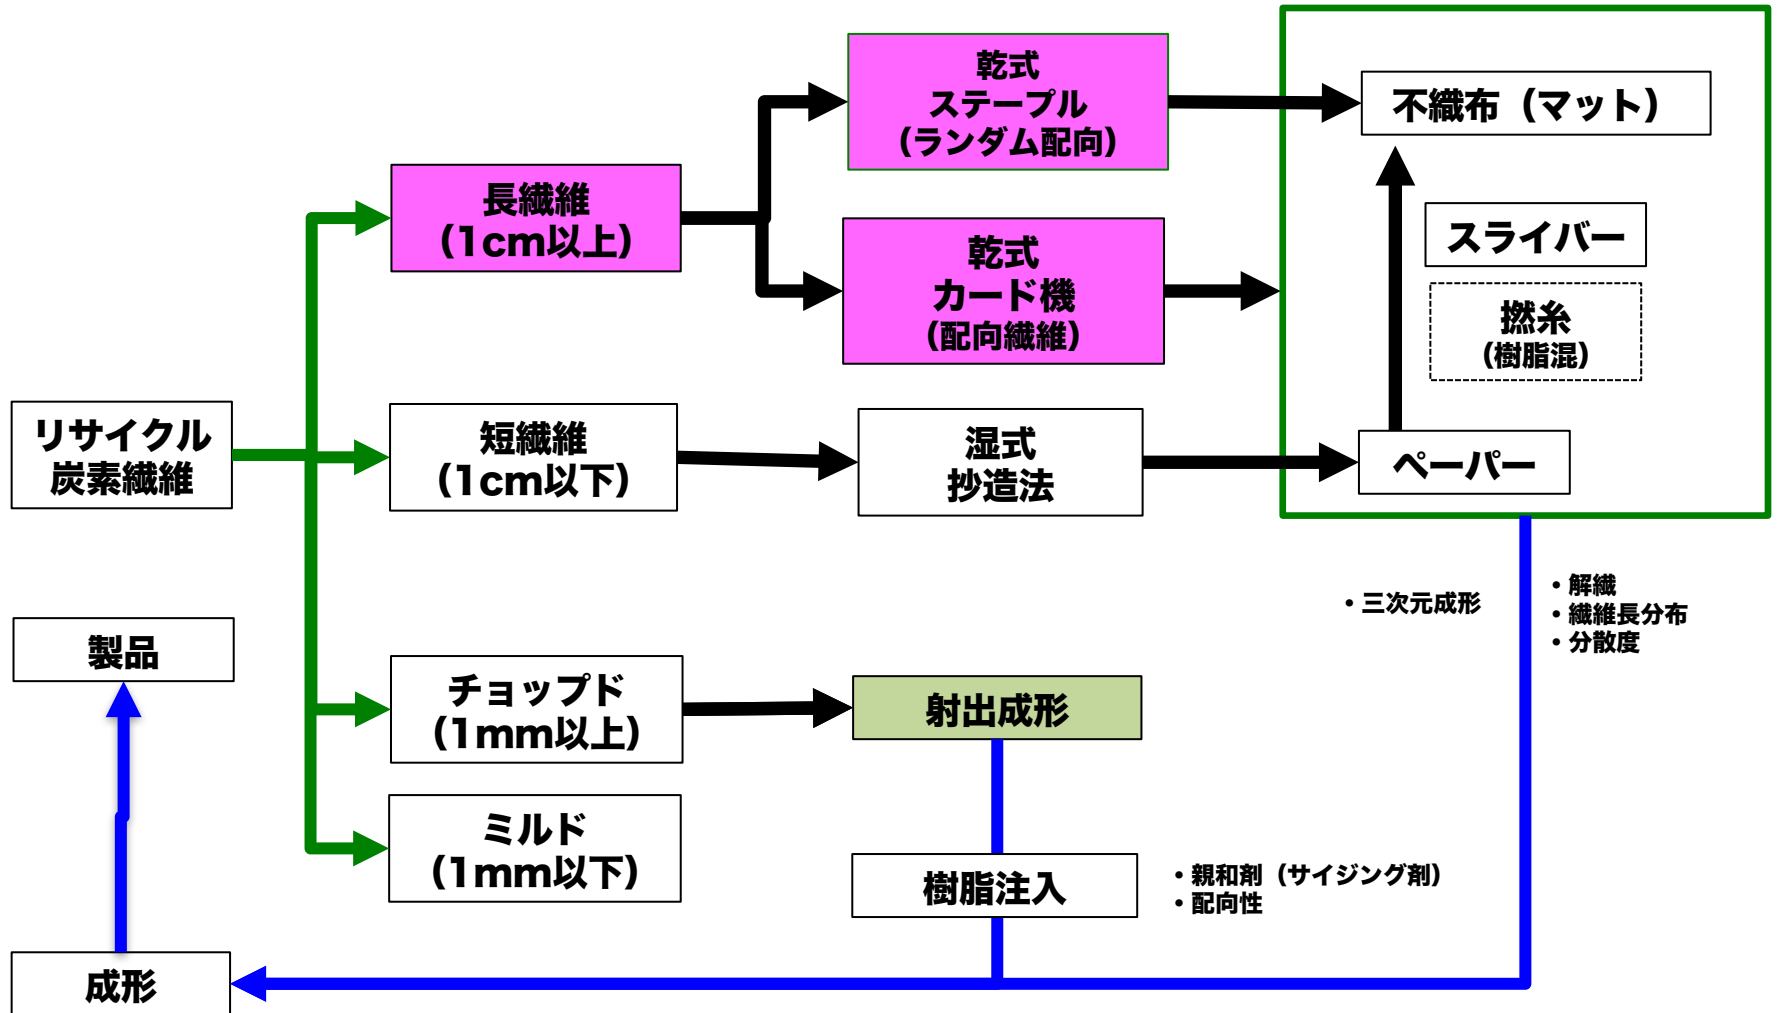 乾式
ステープル
（ランダム配向）
不織布（マット）
長繊維
（1cm以上）
乾式
カード機
（配向繊維）
スライバー
撚糸
（樹脂混）
リサイクル
炭素繊維
短繊維
（1cm以下）
湿式
抄造法
ペーパー
・三次元成形
・解繊
・繊維長分布
・分散度
製品
チョップド
（1mm以上）
射出成形
ミルド
（1mm以下）
樹脂注入
・親和剤（サイジング剤）
・配向性
成形